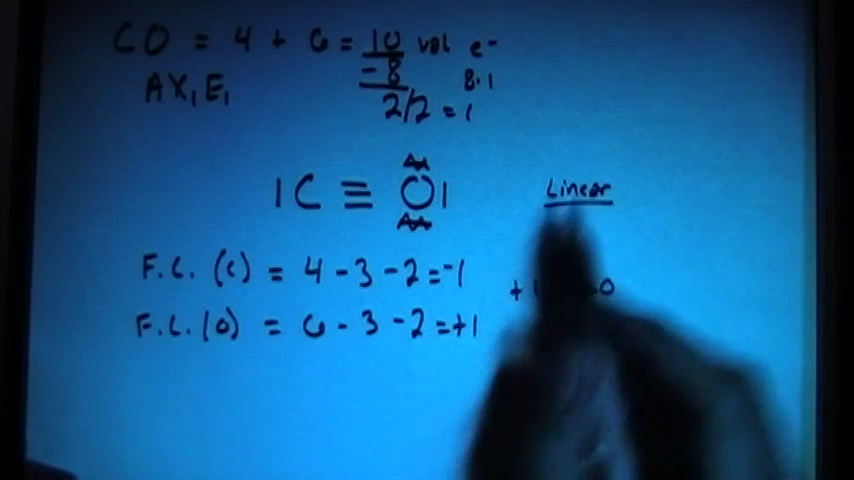 CO = 4 + 6 = 10 val e-
-8 8·1
AX1E1 2/2 = 1
|C ≡ O| Linear
F.C. (C) = 4 - 3 - 2 = -1
F.C. (O) = 6 - 3 - 2 = +1